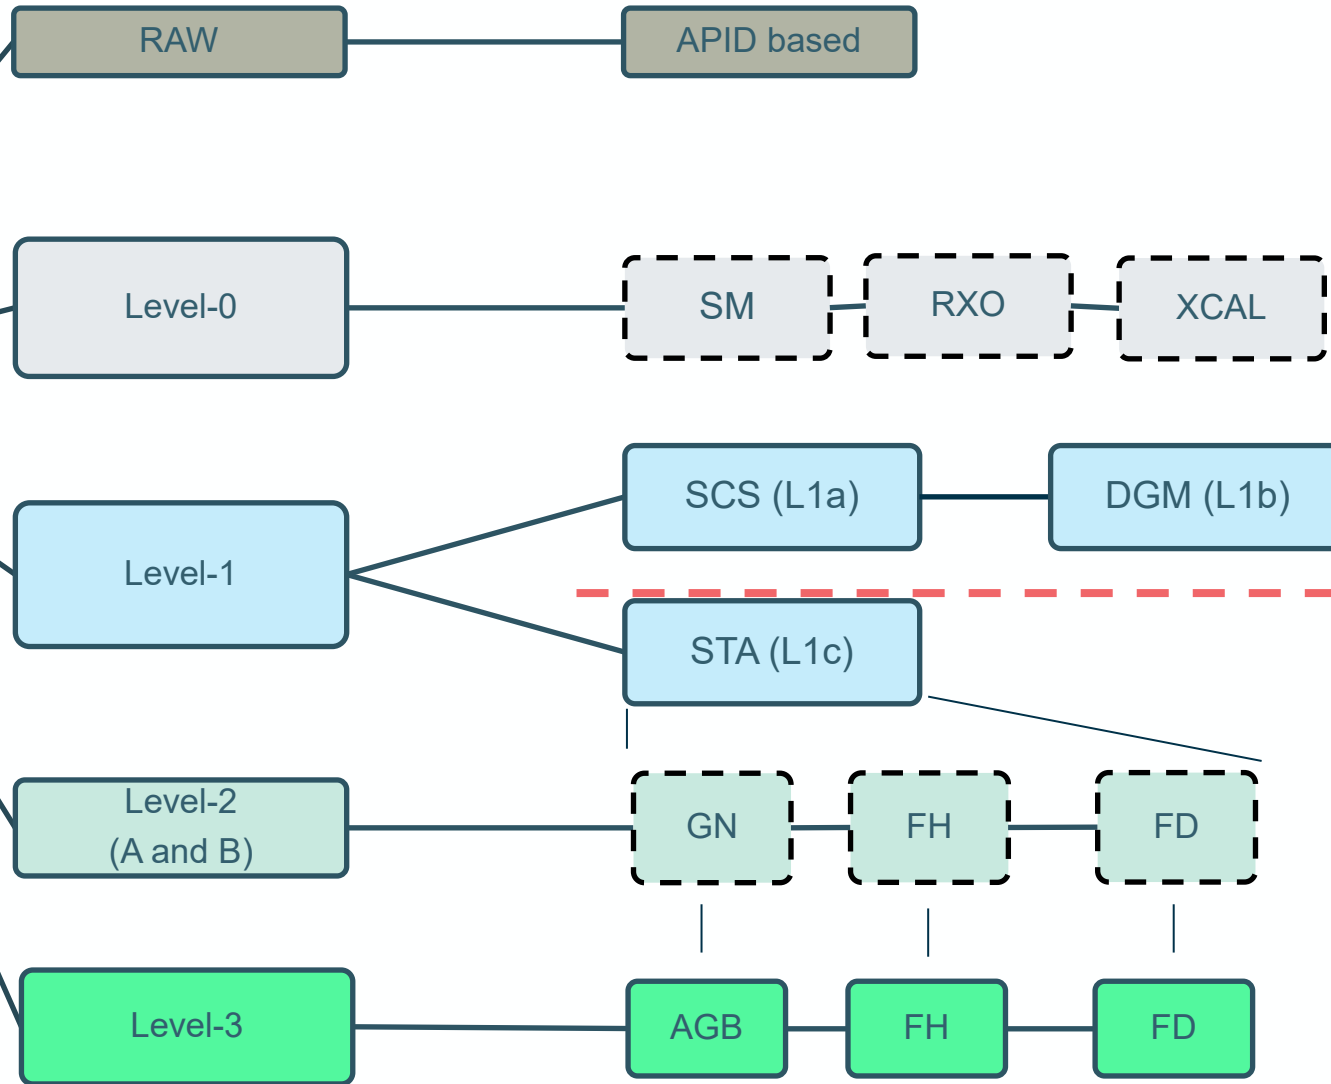 RAW
APID based
Level-0
SM
RXO
XCAL
Level-1
SCS (L1a)
DGM (L1b)
STA (L1c)
Level-2
(A and B)
GN
FH
FD
Level-3
AGB
FH
FD